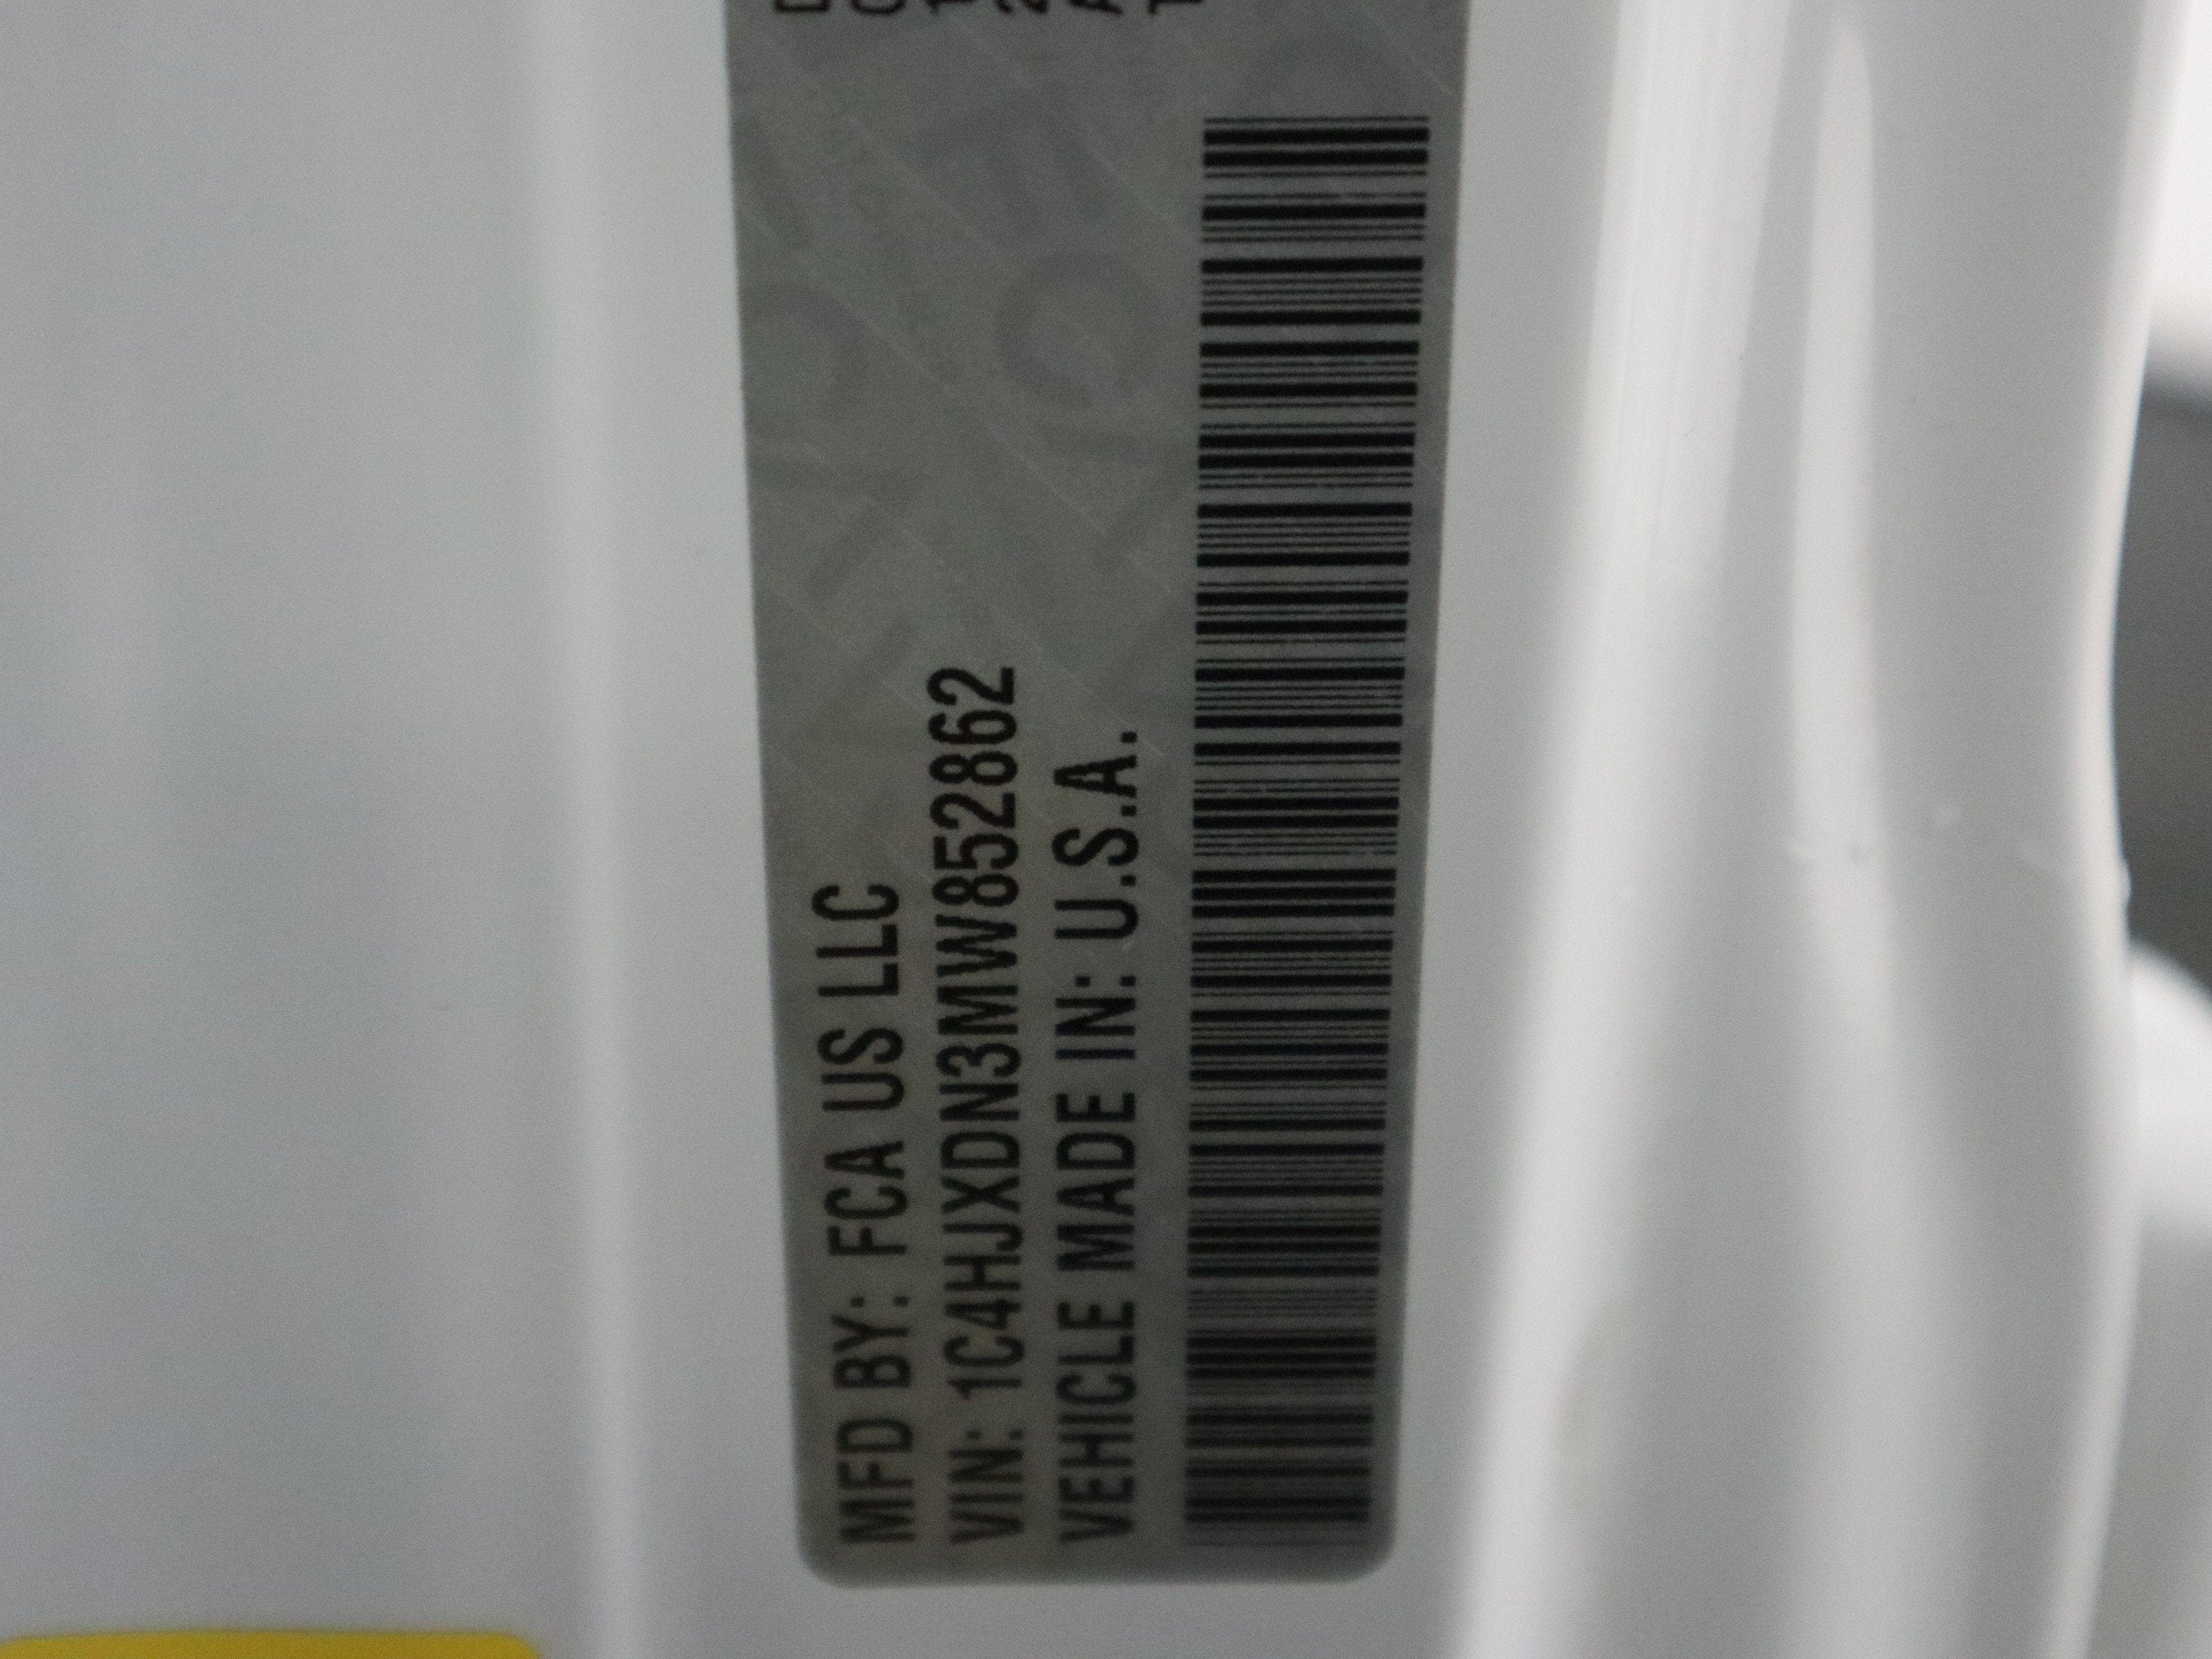 MFD BY: FCA US LLC
VIN: 1C4HJXDN3MW852862
VEHICLE MADE IN: U.S.A.